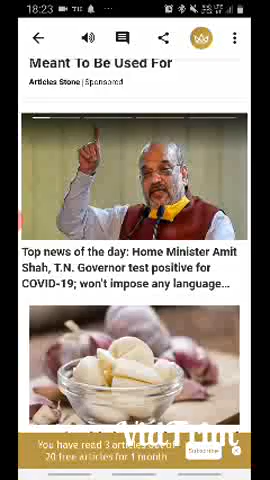 18:23
Meant To Be Used For
Articles Stone | Sponsored
Top news of the day: Home Minister Amit
Shah, T.N. Governor test positive for
COVID-19; won't impose any language...
You have read 3 articles out of
20 free articles for 1 month
Subscribe